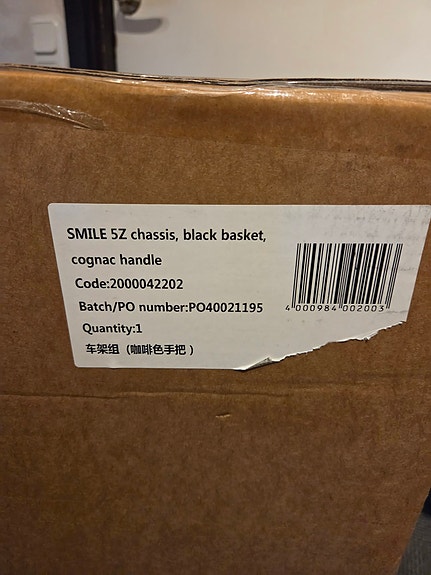 SMILE 5Z chassis, black basket,
cognac handle
Code:2000042202
Batch/PO number:PO40021195
Quantity:1
车架组（咖啡色手把）
4 000984 002003